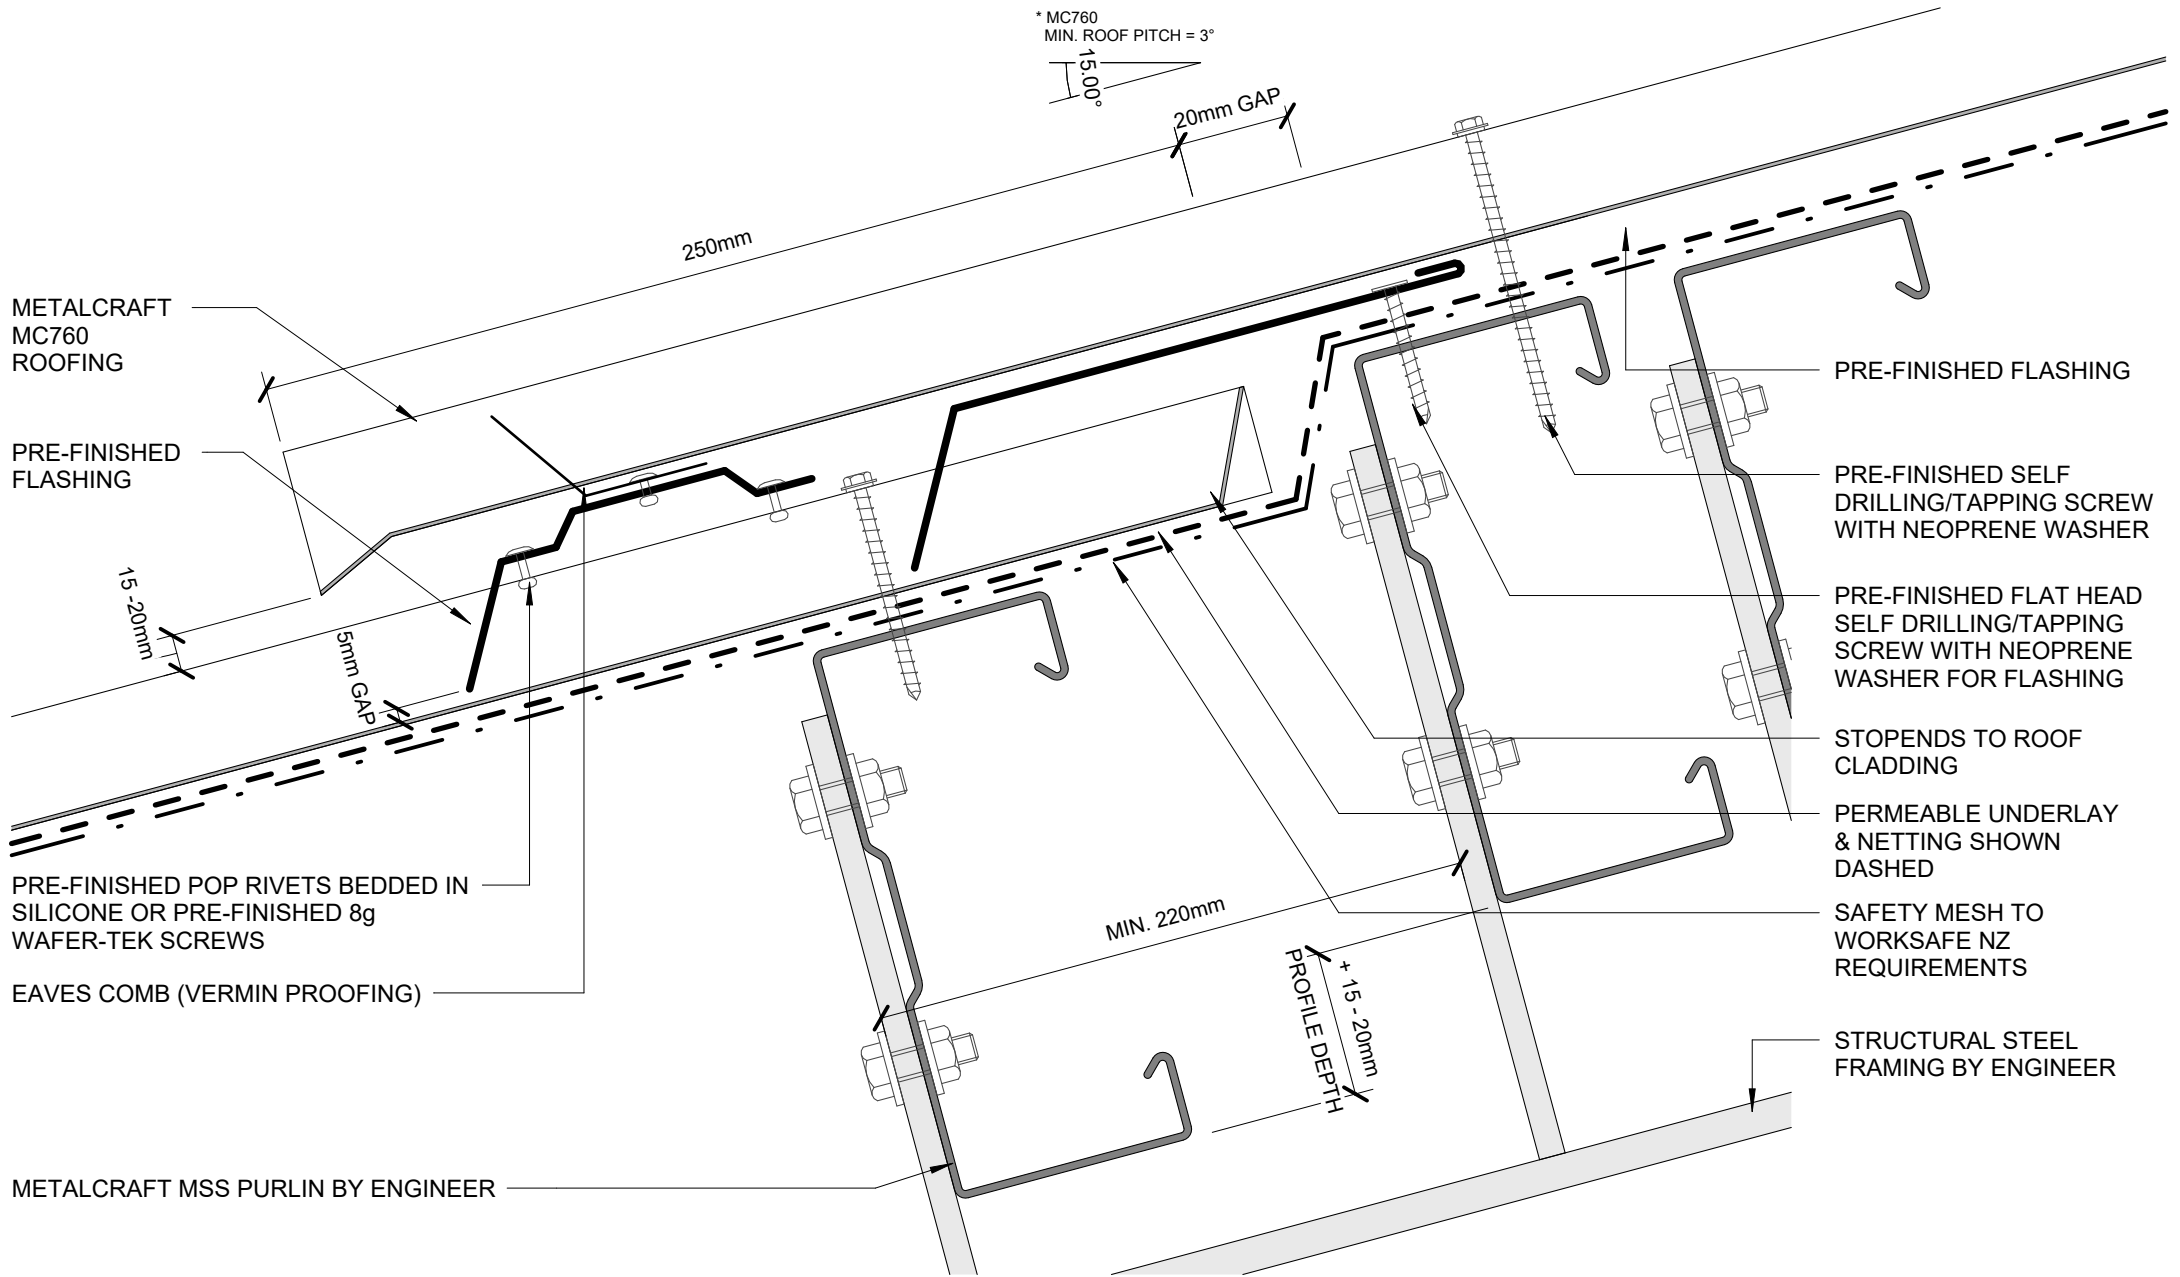 * MC760
MIN. ROOF PITCH = 3°
15.00°
20mm GAP
250mm
METALCRAFT
MC760
ROOFING
PRE-FINISHED
FLASHING
15 -20mm
5mm GAP
PRE-FINISHED POP RIVETS BEDDED IN
SILICONE OR PRE-FINISHED 8g
WAFER-TEK SCREWS
EAVES COMB (VERMIN PROOFING)
METALCRAFT MSS PURLIN BY ENGINEER
MIN. 220mm
PROFILE DEPTH
+ 15 - 20mm
PRE-FINISHED FLASHING
PRE-FINISHED SELF
DRILLING/TAPPING SCREW
WITH NEOPRENE WASHER
PRE-FINISHED FLAT HEAD
SELF DRILLING/TAPPING
SCREW WITH NEOPRENE
WASHER FOR FLASHING
STOPENDS TO ROOF
CLADDING
PERMEABLE UNDERLAY
& NETTING SHOWN
DASHED
SAFETY MESH TO
WORKSAFE NZ
REQUIREMENTS
STRUCTURAL STEEL
FRAMING BY ENGINEER